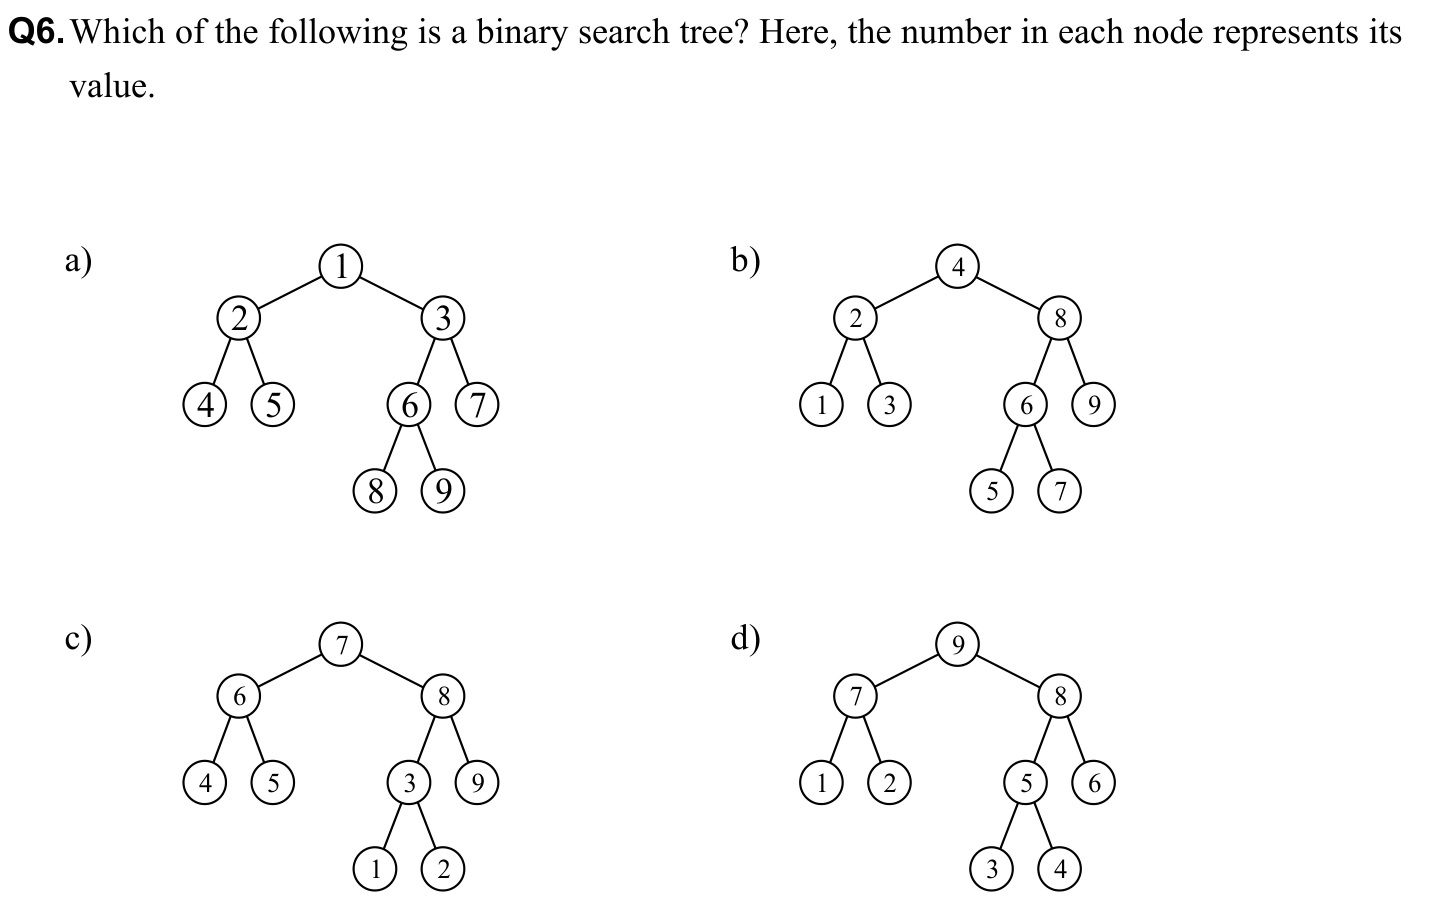 Q6. Which of the following is a binary search tree? Here, the number in each node represents its
value.
a)
1
2 3
4 5 6 7
8 9
b)
4
2 8
1 3 6 9
5 7
c)
7
6 8
4 5 3 9
1 2
d)
9
7 8
1 2 5 6
3 4